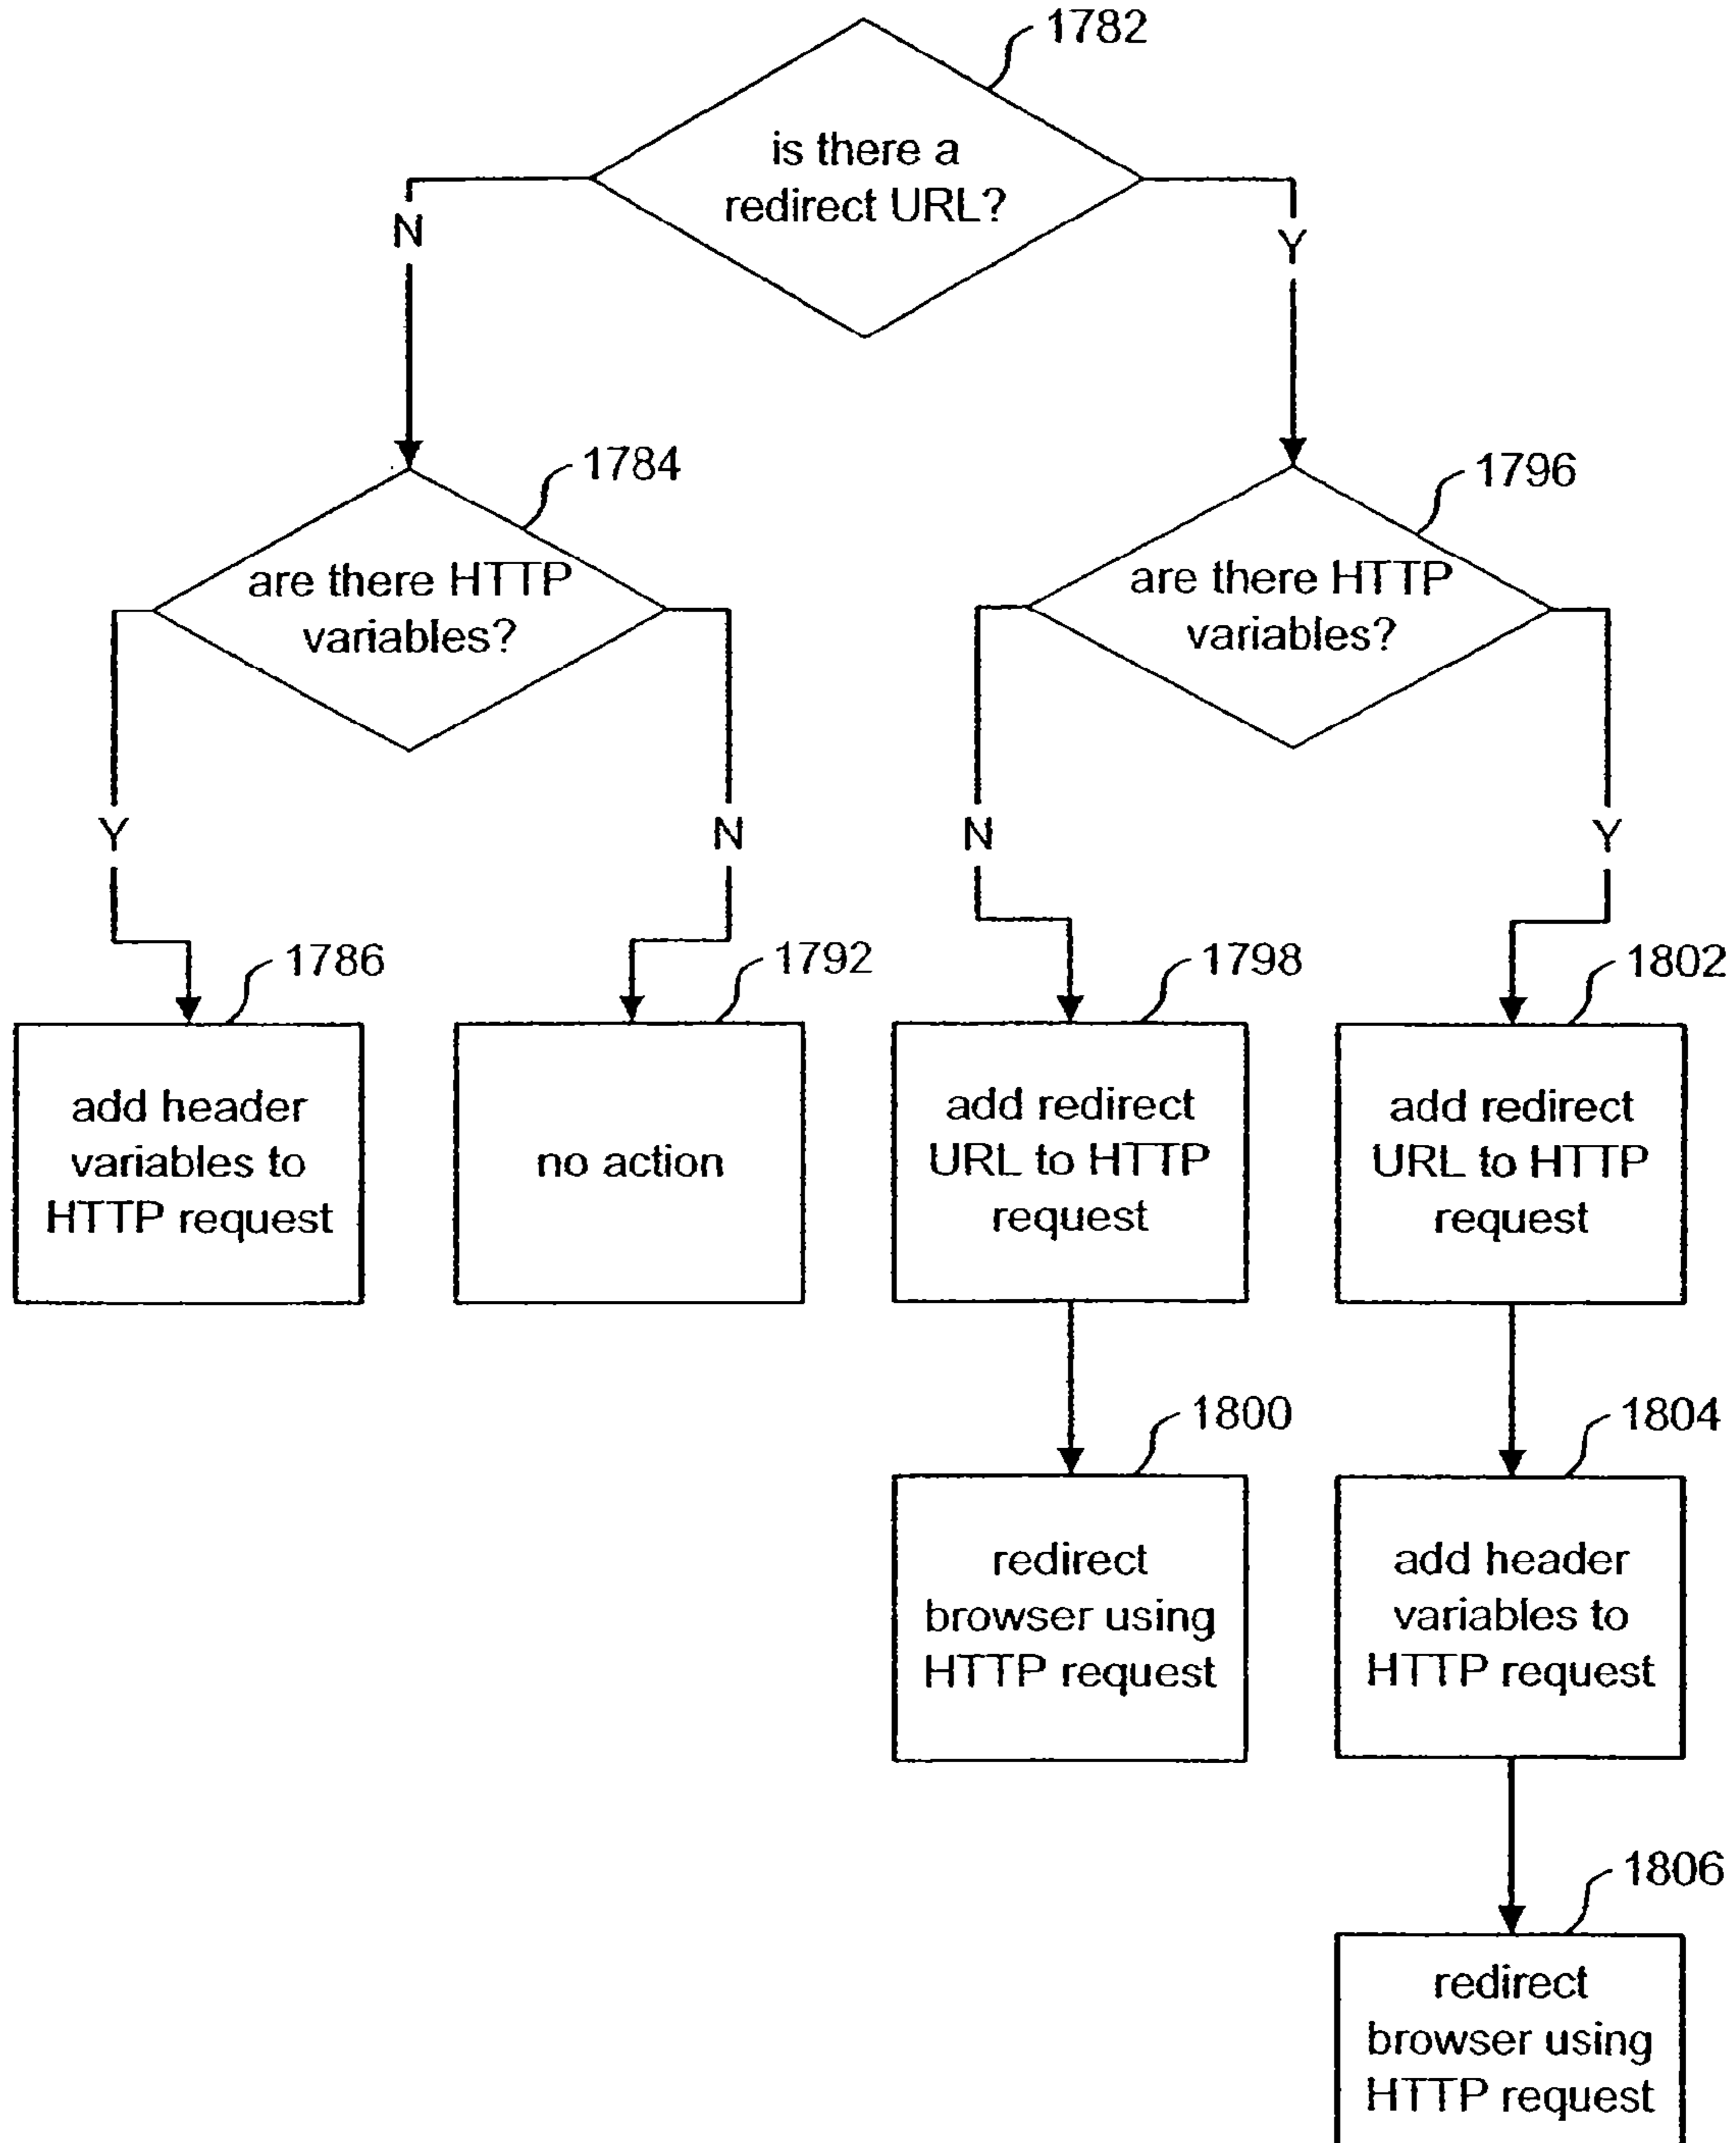 1782
is there a
redirect URL?
N
Y
1784
are there HTTP
variables?
1796
are there HTTP
variables?
Y
N
N
Y
1786
add header
variables to
HTTP request
1792
no action
1798
add redirect
URL to HTTP
request
1802
add redirect
URL to HTTP
request
1800
redirect
browser using
HTTP request
1804
add header
variables to
HTTP request
1806
redirect
browser using
HTTP request